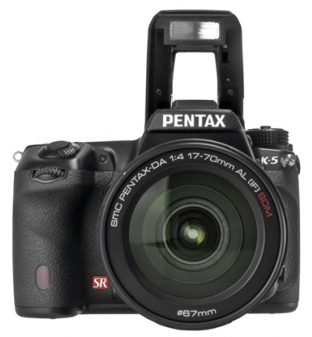 PENTAX
K-5
smc PENTAX-DA 1:4 17-70mm AL [IF] SDM
SR
ø67mm